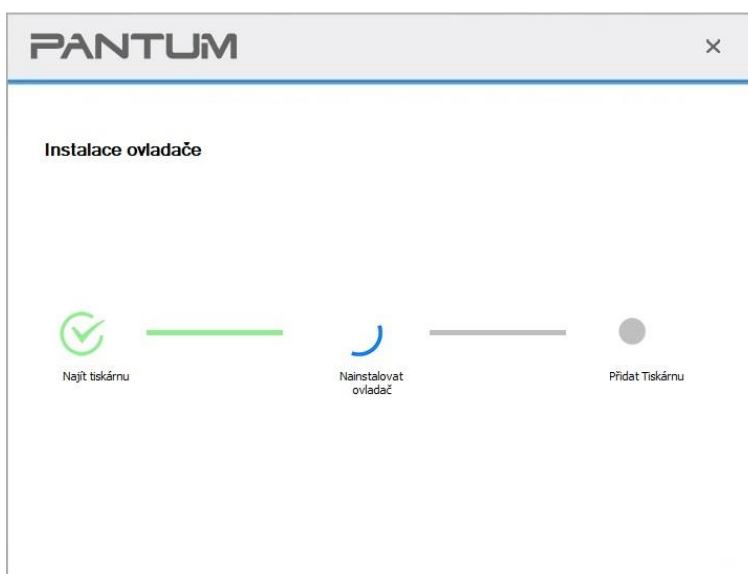 PANTUM
Instalace ovladače
Najít tiskárnu
Nainstalovat
ovladač
Přidat Tiskárnu